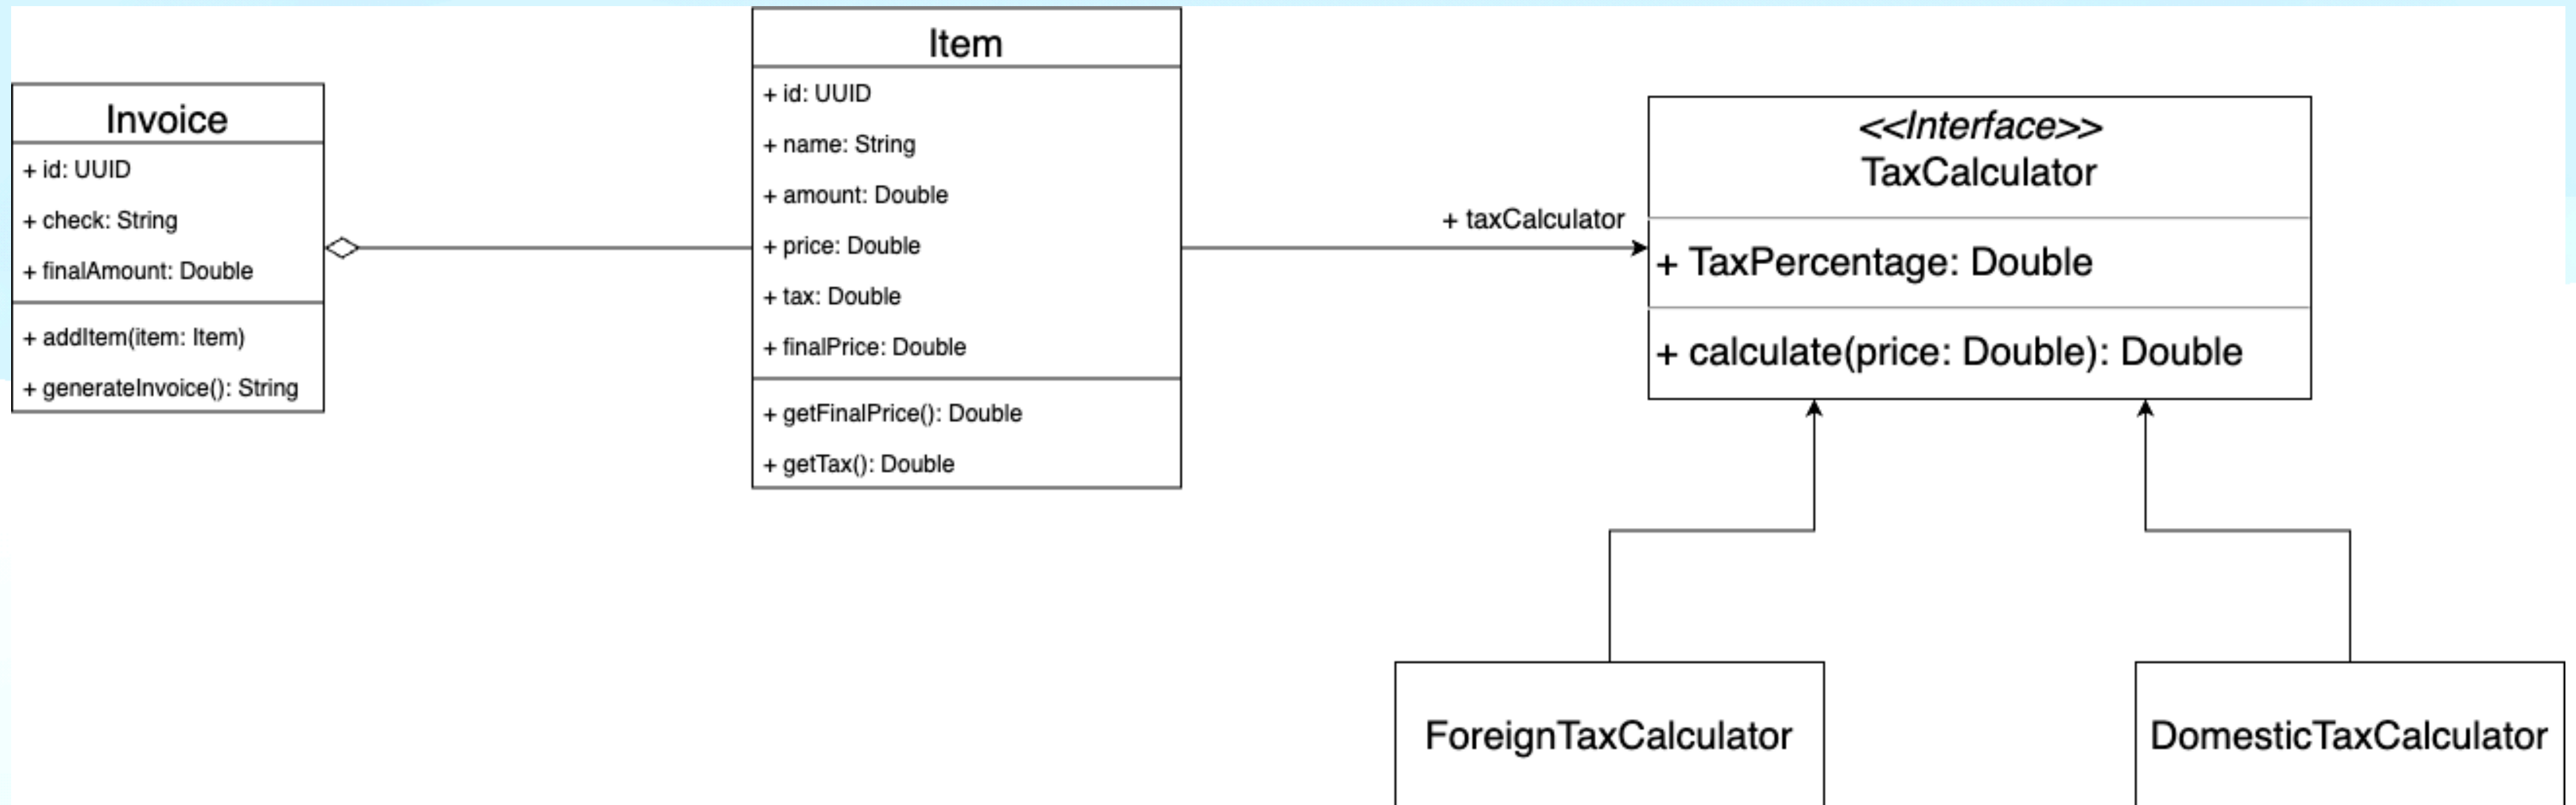 Invoice
+ id: UUID
+ check: String
+ finalAmount: Double
+ addItem(item: Item)
+ generateInvoice(): String
Item
+ id: UUID
+ name: String
+ amount: Double
+ price: Double
+ tax: Double
+ finalPrice: Double
+ getFinalPrice(): Double
+ getTax(): Double
+ taxCalculator
<<Interface>>
TaxCalculator
+ TaxPercentage: Double
+ calculate(price: Double): Double
ForeignTaxCalculator
DomesticTaxCalculator